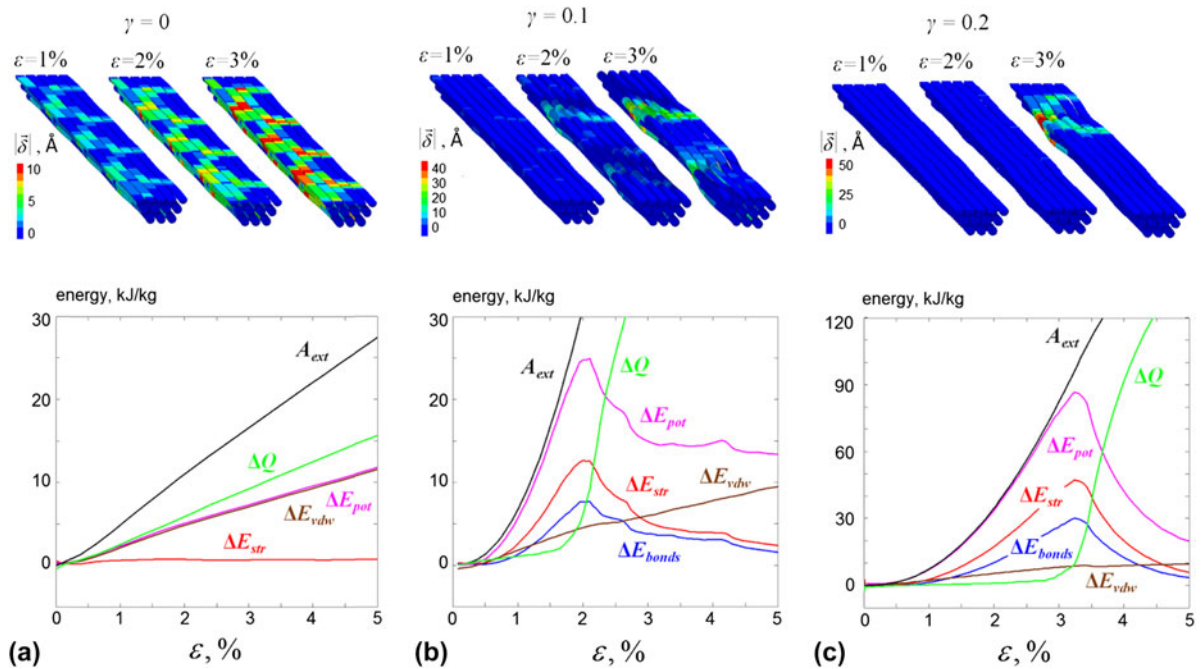 γ = 0
ε=1%
ε=2%
ε=3%
|δ⃗| , Å
10
5
0
γ = 0.1
ε=1%
ε=2%
ε=3%
|δ⃗| , Å
40
30
20
10
0
γ = 0.2
ε=1%
ε=2%
ε=3%
|δ⃗| , Å
50
25
0
energy, kJ/kg
30
20
10
0
A_ext
ΔQ
ΔE_pot
ΔE_vdw
ΔE_str
0 1 2 3 4 5
(a)
ε, %
energy, kJ/kg
30
20
10
0
A_ext
ΔQ
ΔE_pot
ΔE_str
ΔE_vdw
ΔE_bonds
0 1 2 3 4 5
(b)
ε, %
energy, kJ/kg
120
90
60
30
0
A_ext
ΔQ
ΔE_pot
ΔE_str
ΔE_bonds
ΔE_vdw
0 1 2 3 4 5
(c)
ε, %